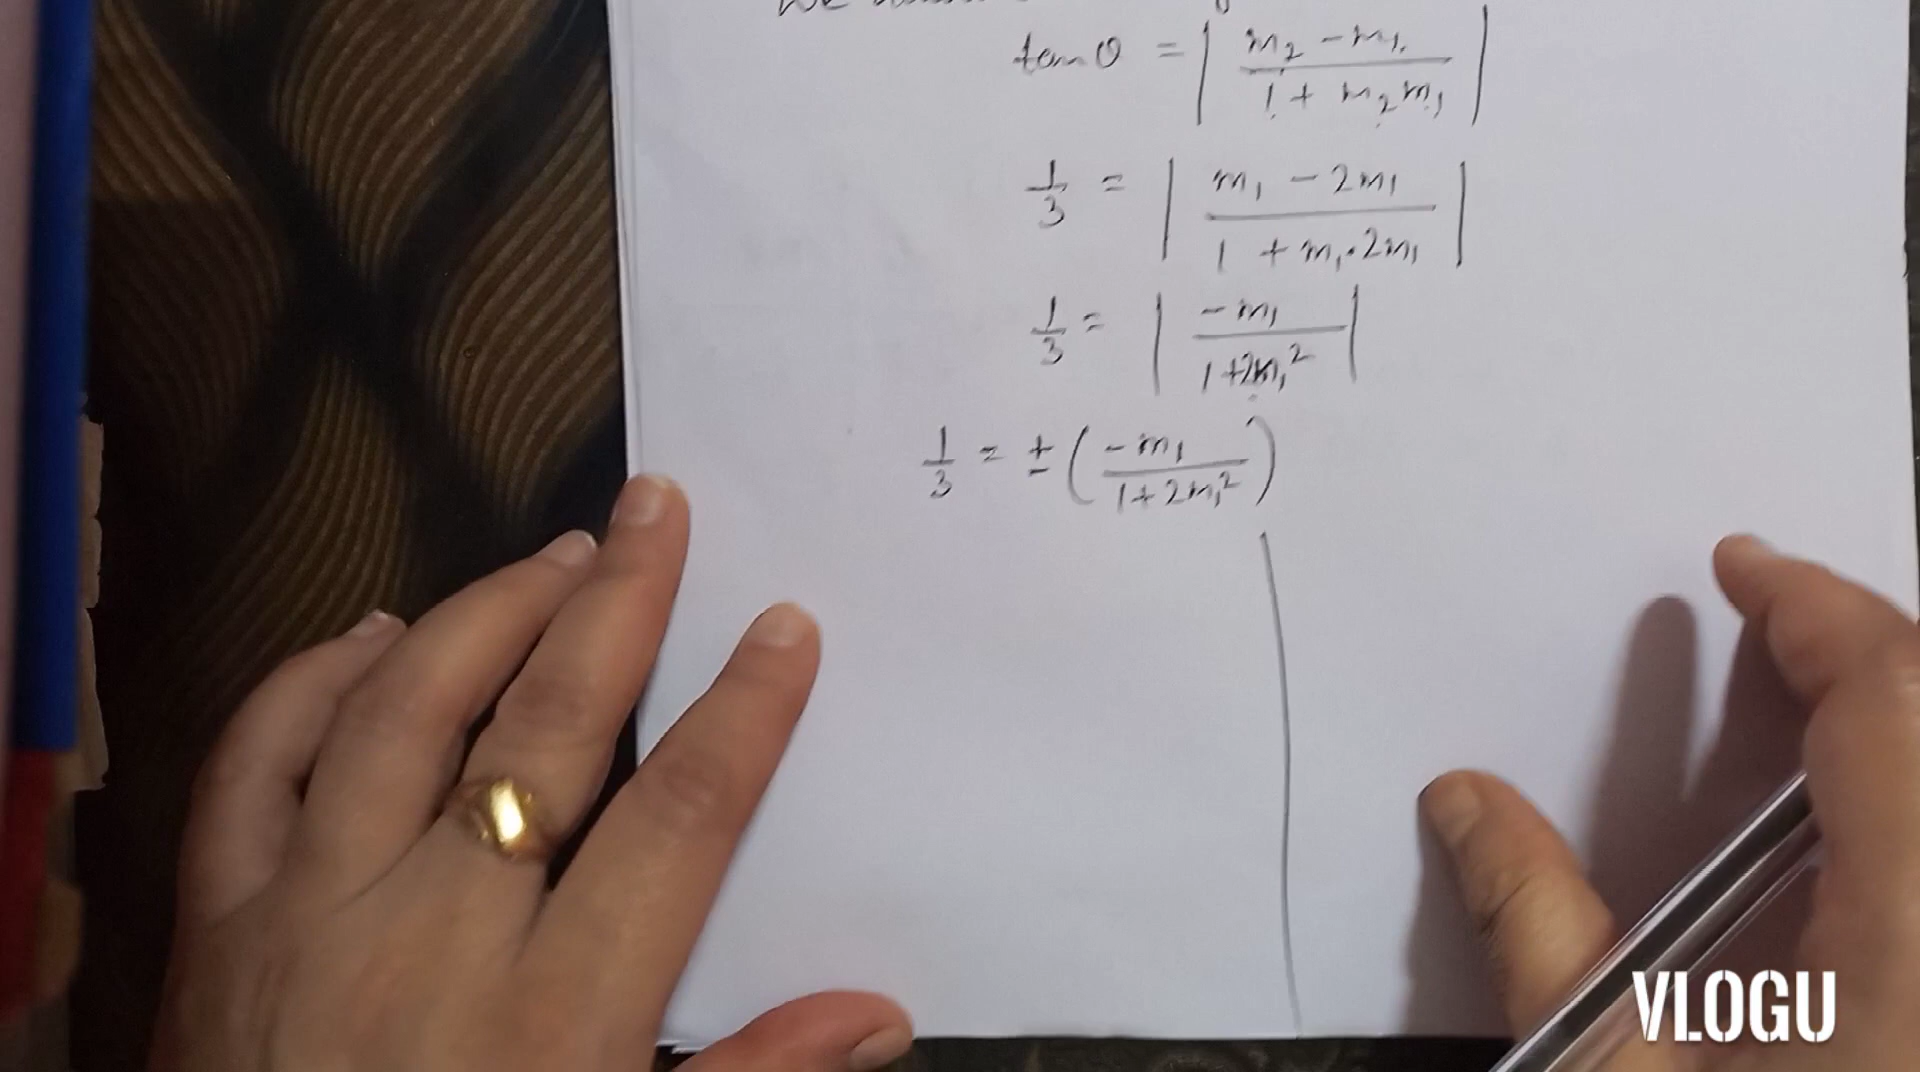 We
tan θ = | m₂ - m₁ / 1 + m₂m₁ |
1/3 = | m₁ - 2m₁ / 1 + m₁·2m₁ |
1/3 = | -m₁ / 1+2m₁² |
1/3 = ± ( -m₁ / 1+2m₁² )
VLOGU